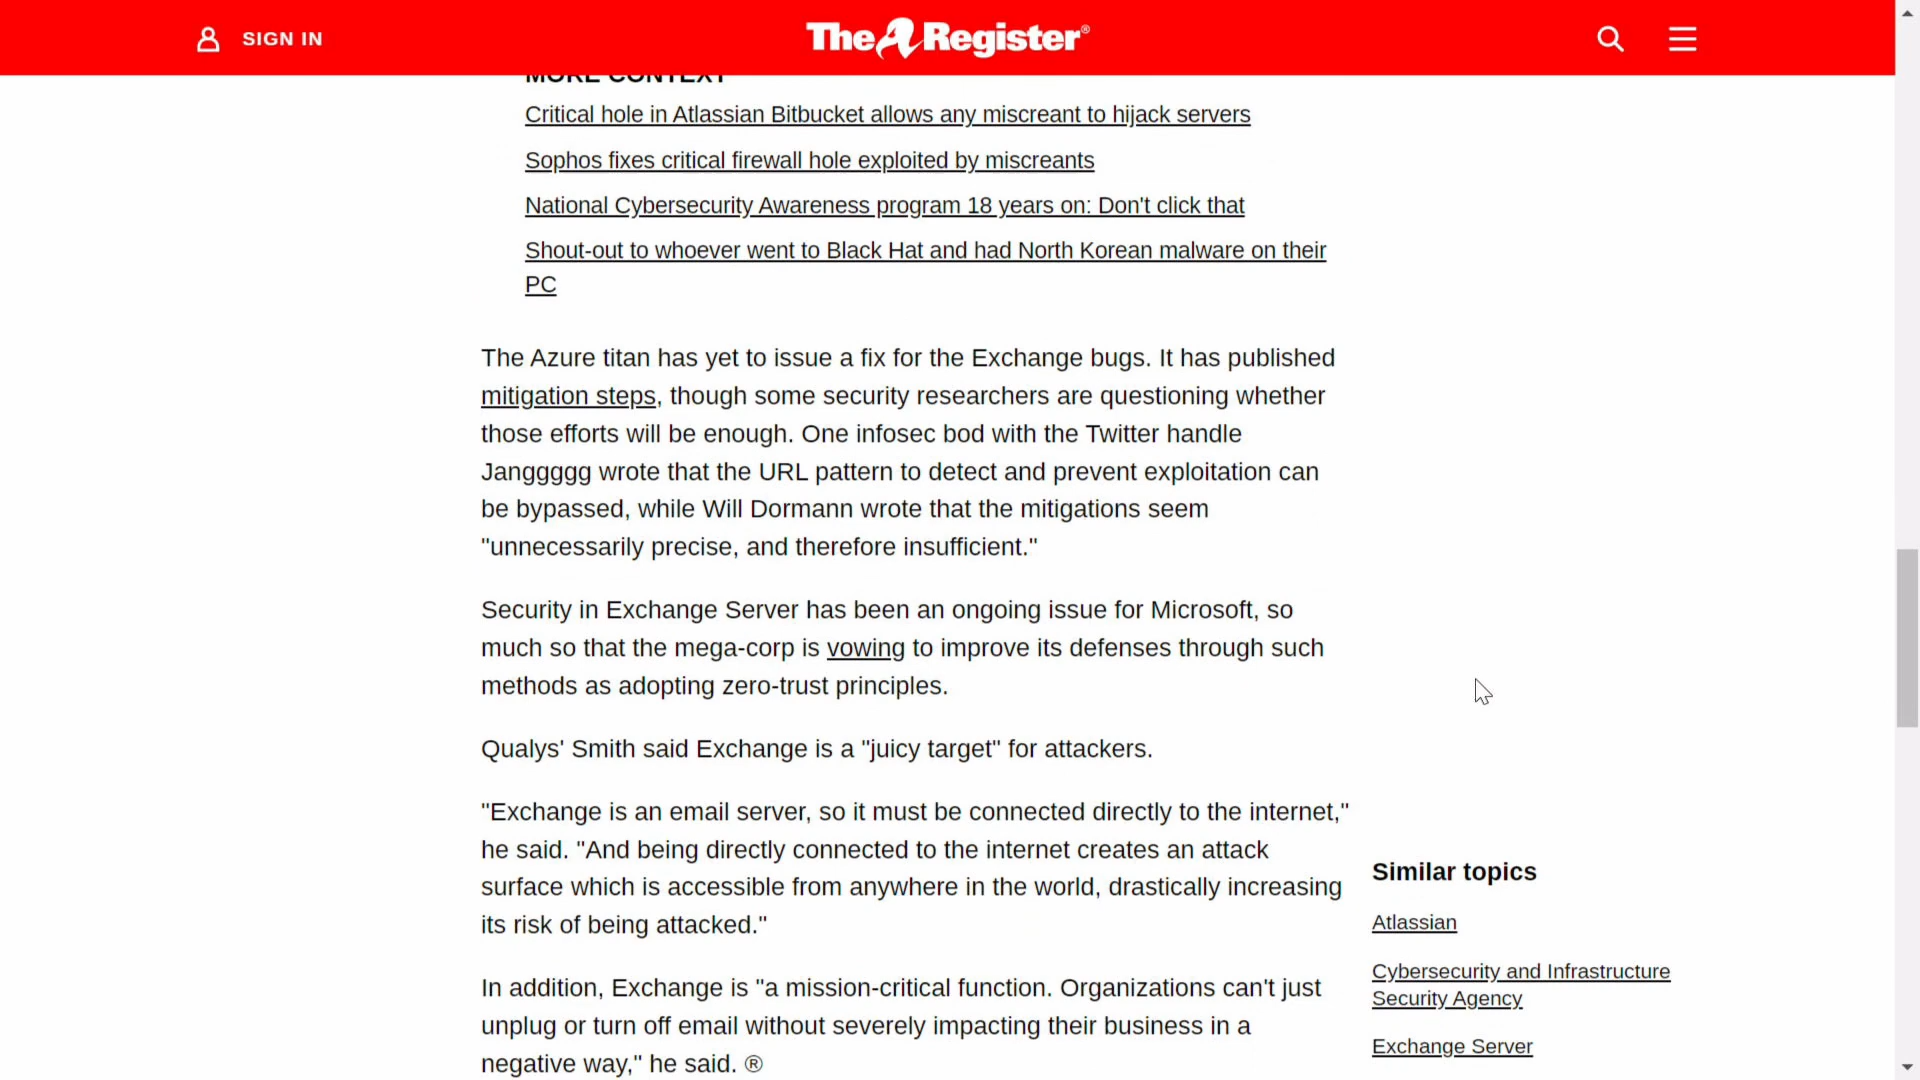 SIGN IN
The Register®
MORE CONTEXT
Critical hole in Atlassian Bitbucket allows any miscreant to hijack servers
Sophos fixes critical firewall hole exploited by miscreants
National Cybersecurity Awareness program 18 years on: Don't click that
Shout-out to whoever went to Black Hat and had North Korean malware on their
PC
The Azure titan has yet to issue a fix for the Exchange bugs. It has published
mitigation steps, though some security researchers are questioning whether
those efforts will be enough. One infosec bod with the Twitter handle
Janggggg wrote that the URL pattern to detect and prevent exploitation can
be bypassed, while Will Dormann wrote that the mitigations seem
"unnecessarily precise, and therefore insufficient."
Security in Exchange Server has been an ongoing issue for Microsoft, so
much so that the mega-corp is vowing to improve its defenses through such
methods as adopting zero-trust principles.
Qualys' Smith said Exchange is a "juicy target" for attackers.
"Exchange is an email server, so it must be connected directly to the internet,"
he said. "And being directly connected to the internet creates an attack
surface which is accessible from anywhere in the world, drastically increasing
its risk of being attacked."
In addition, Exchange is "a mission-critical function. Organizations can't just
unplug or turn off email without severely impacting their business in a
negative way," he said. ®
Similar topics
Atlassian
Cybersecurity and Infrastructure
Security Agency
Exchange Server